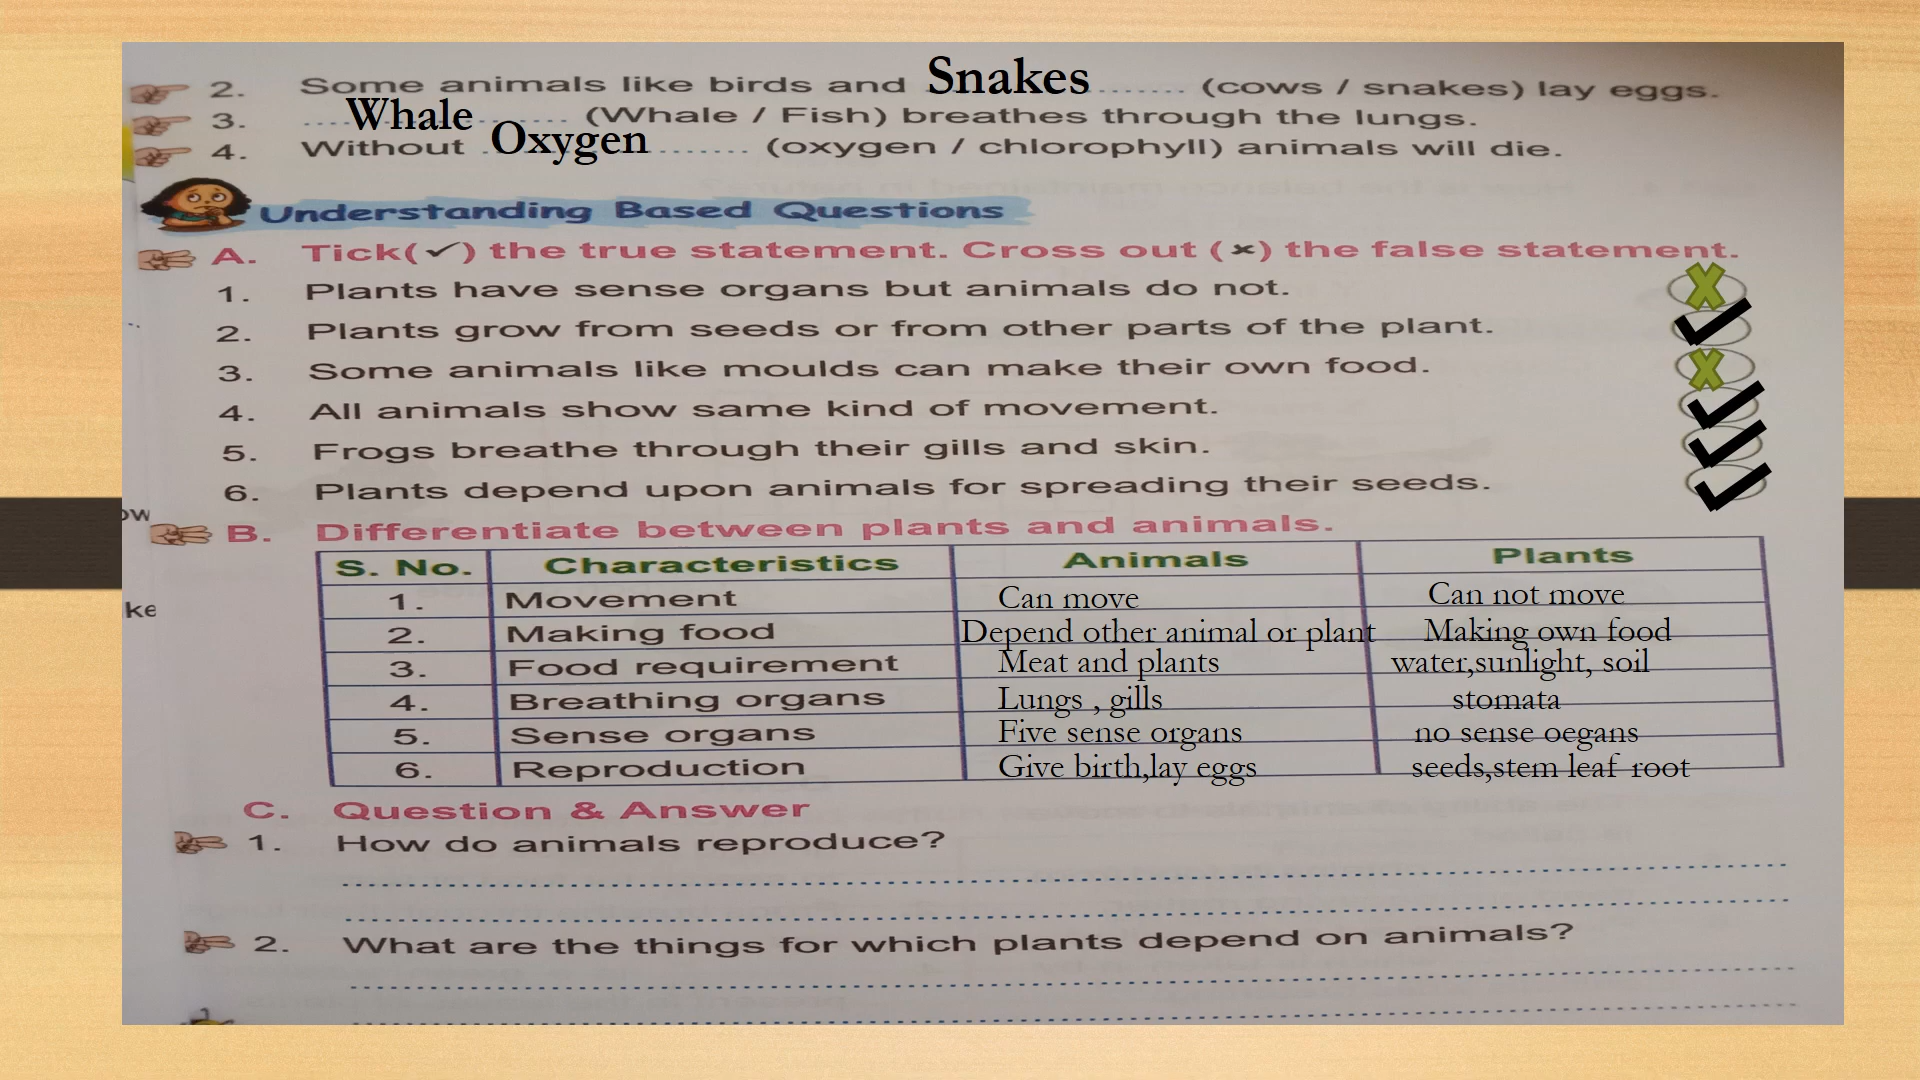 2. Some animals like birds and Snakes ....... (cows / snakes) lay eggs.
3. ....Whale........ (Whale / Fish) breathes through the lungs.
4. Without .Oxygen........ (oxygen / chlorophyll) animals will die.
Understanding Based Questions
A. Tick(✓) the true statement. Cross out (×) the false statement.
1. Plants have sense organs but animals do not. X
2. Plants grow from seeds or from other parts of the plant. ✓
3. Some animals like moulds can make their own food. X
4. All animals show same kind of movement. ✓
5. Frogs breathe through their gills and skin. ✓
6. Plants depend upon animals for spreading their seeds. ✓
ow
B. Differentiate between plants and animals.
S. No. Characteristics Animals Plants
1. Movement Can move Can not move
ke
2. Making food Depend other animal or plant Making own food
3. Food requirement Meat and plants water,sunlight, soil
4. Breathing organs Lungs , gills stomata
5. Sense organs Five sense organs no sense oegans
6. Reproduction Give birth,lay eggs seeds,stem leaf root
C. Question & Answer
1. How do animals reproduce?
2. What are the things for which plants depend on animals?